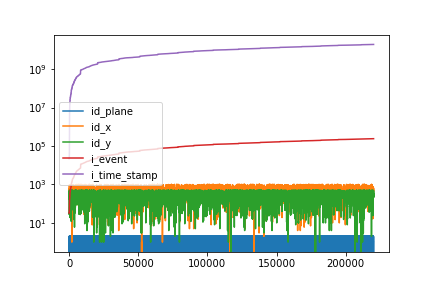 10⁹
10⁷
10⁵
10³
10¹
id_plane
id_x
id_y
i_event
i_time_stamp
0
50000
100000
150000
200000